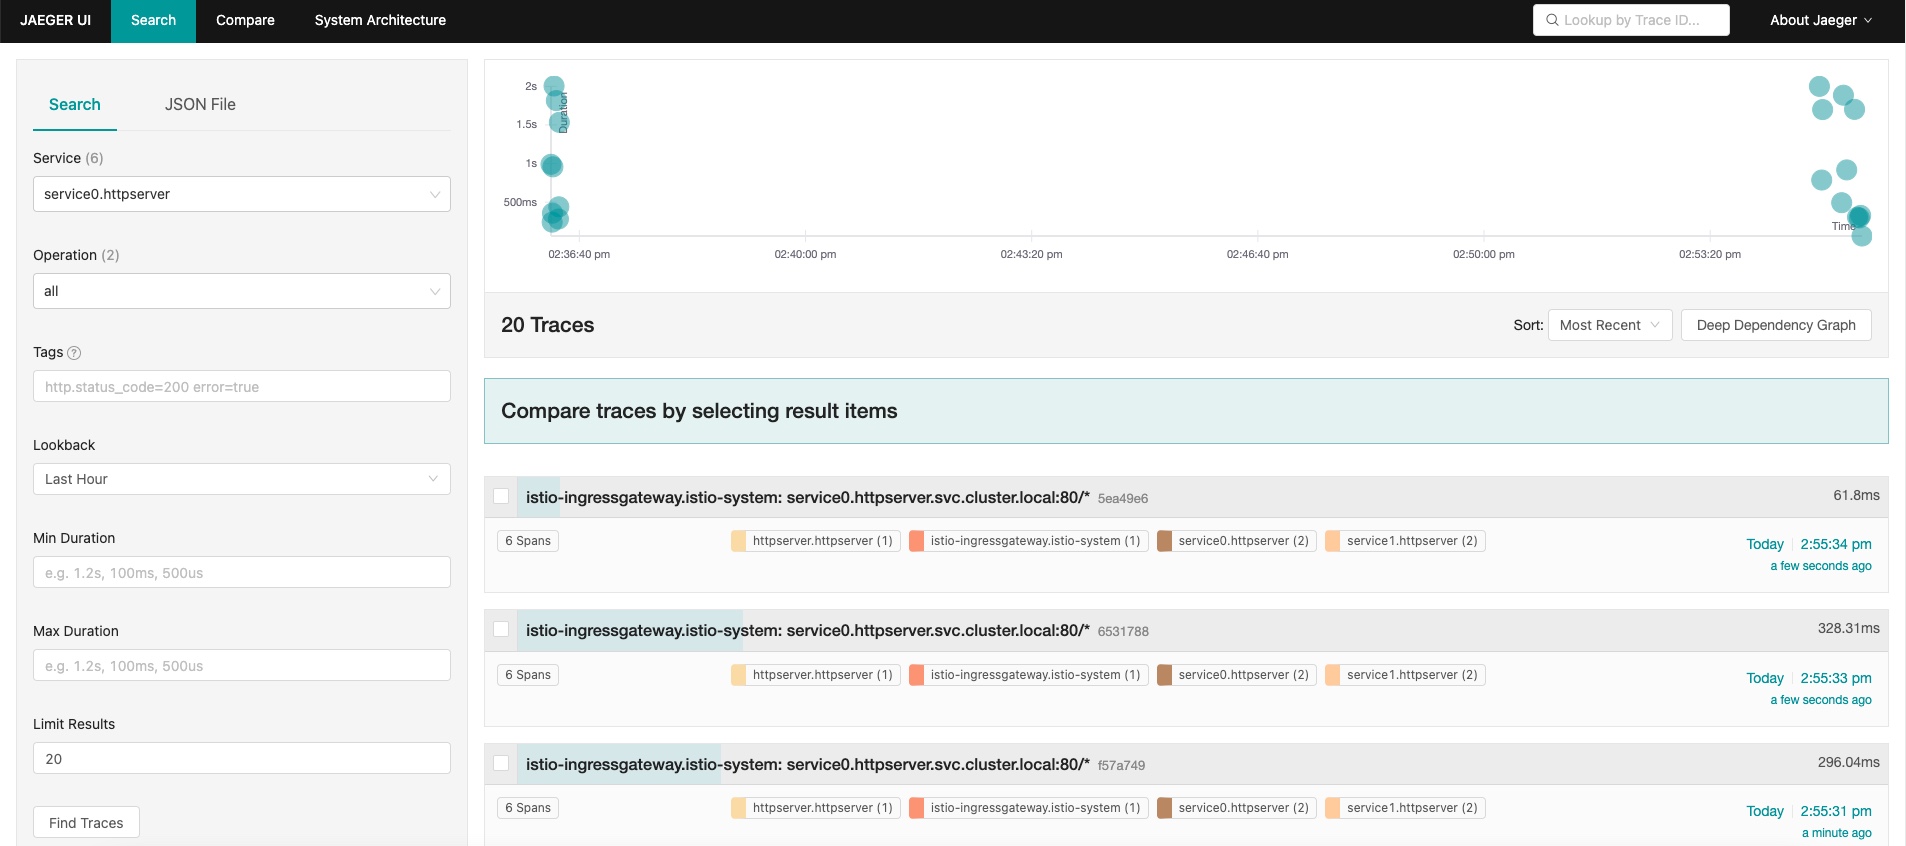 JAEGER UI Search Compare System Architecture Lookup by Trace ID... About Jaeger
Search JSON File
Service (6)
service0.httpserver
Operation (2)
all
Tags ?
http.status_code=200 error=true
Lookback
Last Hour
Min Duration
e.g. 1.2s, 100ms, 500us
Max Duration
e.g. 1.2s, 100ms, 500us
Limit Results
20
Find Traces
2s
1.5s
1s
500ms
Duration
Time
02:36:40 pm 02:40:00 pm 02:43:20 pm 02:46:40 pm 02:50:00 pm 02:53:20 pm
20 Traces Sort: Most Recent Deep Dependency Graph
Compare traces by selecting result items
istio-ingressgateway.istio-system: service0.httpserver.svc.cluster.local:80/* 5ea49e6 61.8ms
6 Spans httpserver.httpserver (1) istio-ingressgateway.istio-system (1) service0.httpserver (2) service1.httpserver (2)
Today 2:55:34 pm
a few seconds ago
istio-ingressgateway.istio-system: service0.httpserver.svc.cluster.local:80/* 6531788 328.31ms
6 Spans httpserver.httpserver (1) istio-ingressgateway.istio-system (1) service0.httpserver (2) service1.httpserver (2)
Today 2:55:33 pm
a few seconds ago
istio-ingressgateway.istio-system: service0.httpserver.svc.cluster.local:80/* f57a749 296.04ms
6 Spans httpserver.httpserver (1) istio-ingressgateway.istio-system (1) service0.httpserver (2) service1.httpserver (2)
Today 2:55:31 pm
a minute ago